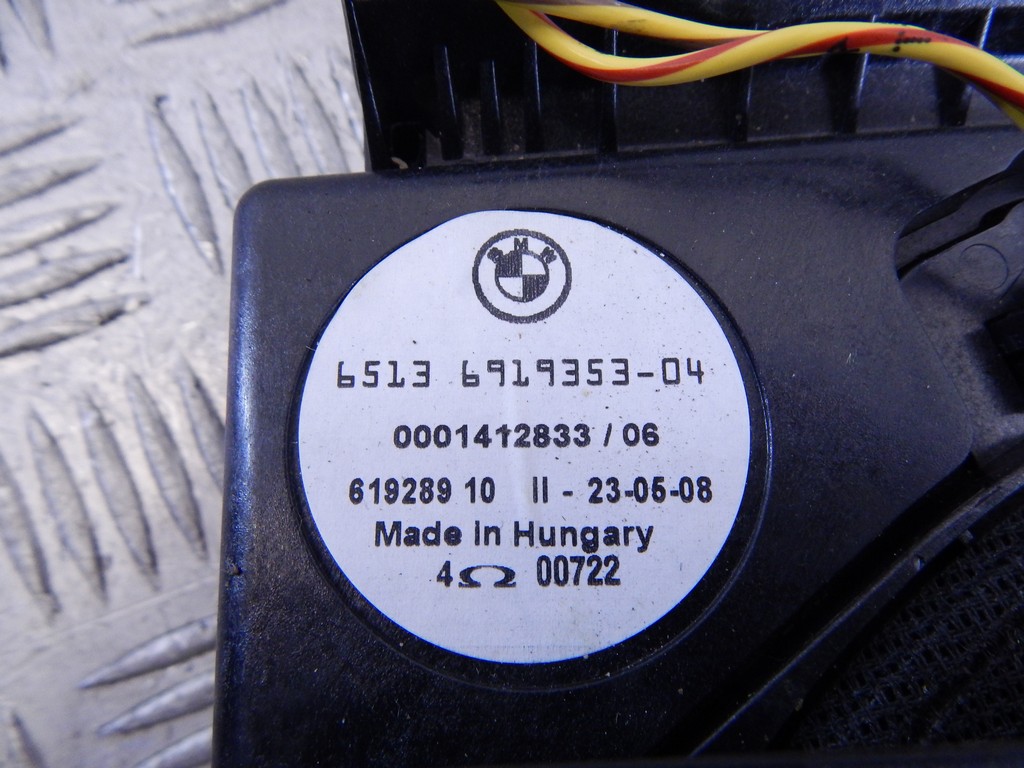 BMW
6513 6919353-04
0001412833 / 06
619289 10 II - 23-05-08
Made in Hungary
4Ω 00722